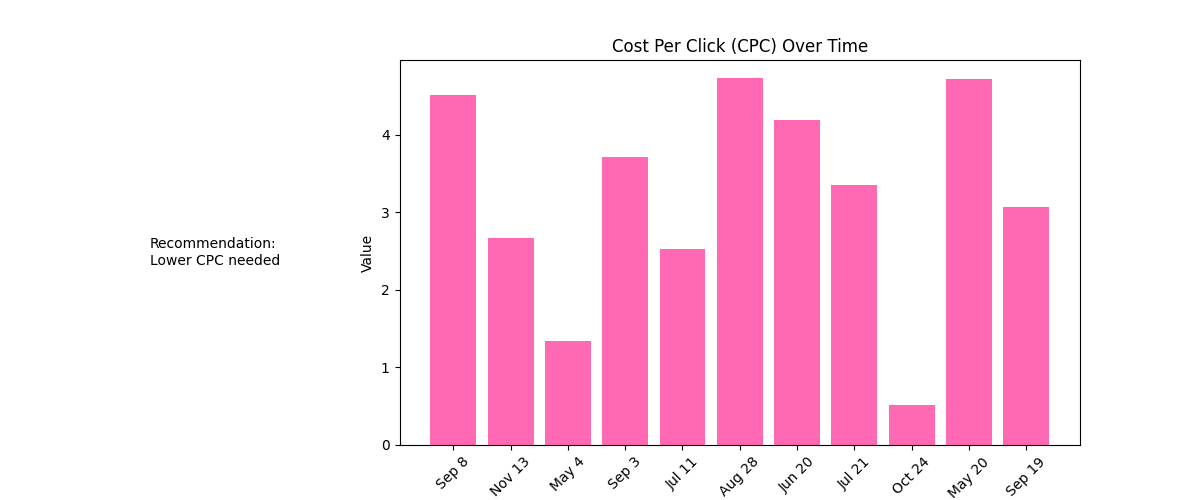 Cost Per Click (CPC) Over Time
Recommendation:
Lower CPC needed
Value
4
3
2
1
0
Sep 8
Nov 13
May 4
Sep 3
Jul 11
Aug 28
Jun 20
Jul 21
Oct 24
May 20
Sep 19